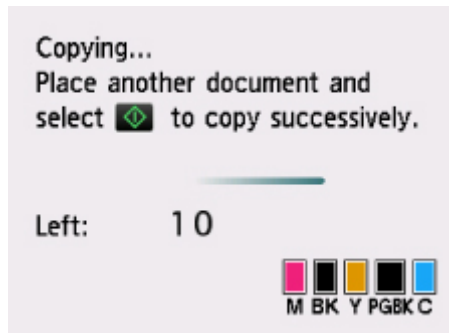 Copying...
Place another document and
select to copy successively.
Left: 10
M BK Y PGBK C